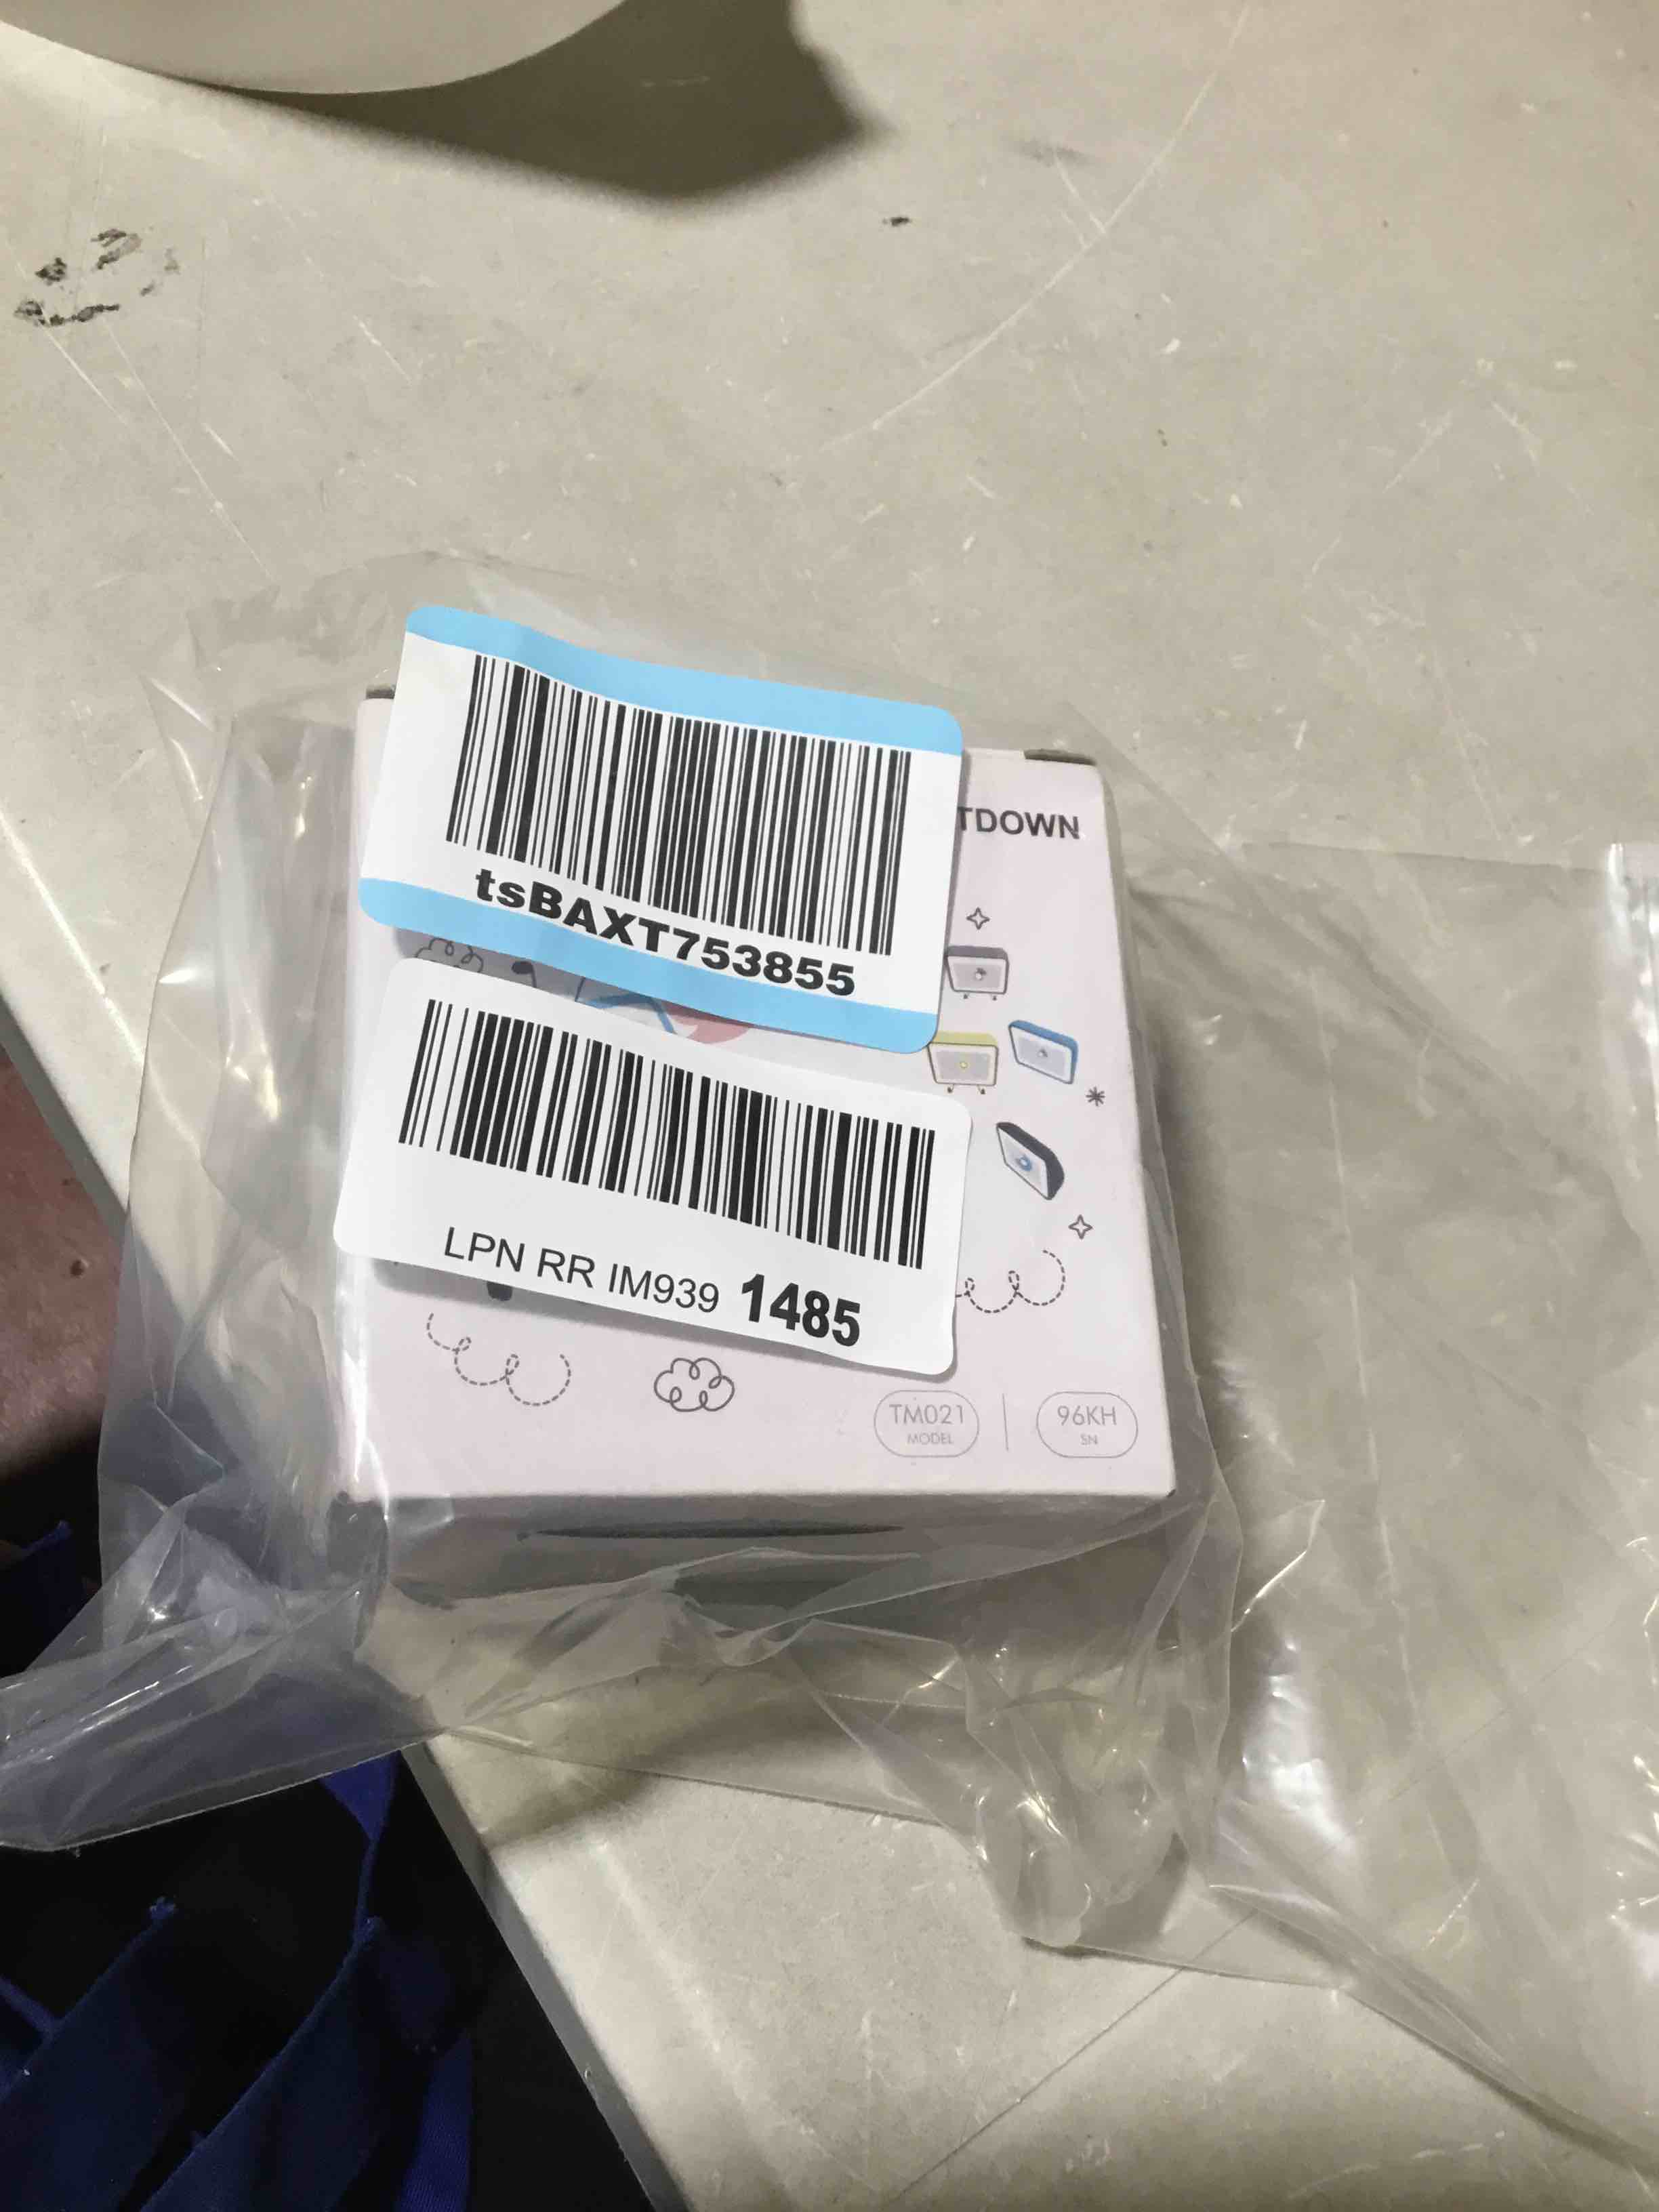 TDOWN
tsBAXT753855
LPN RR IM939 1485
TM021
MODEL
96KH
SN